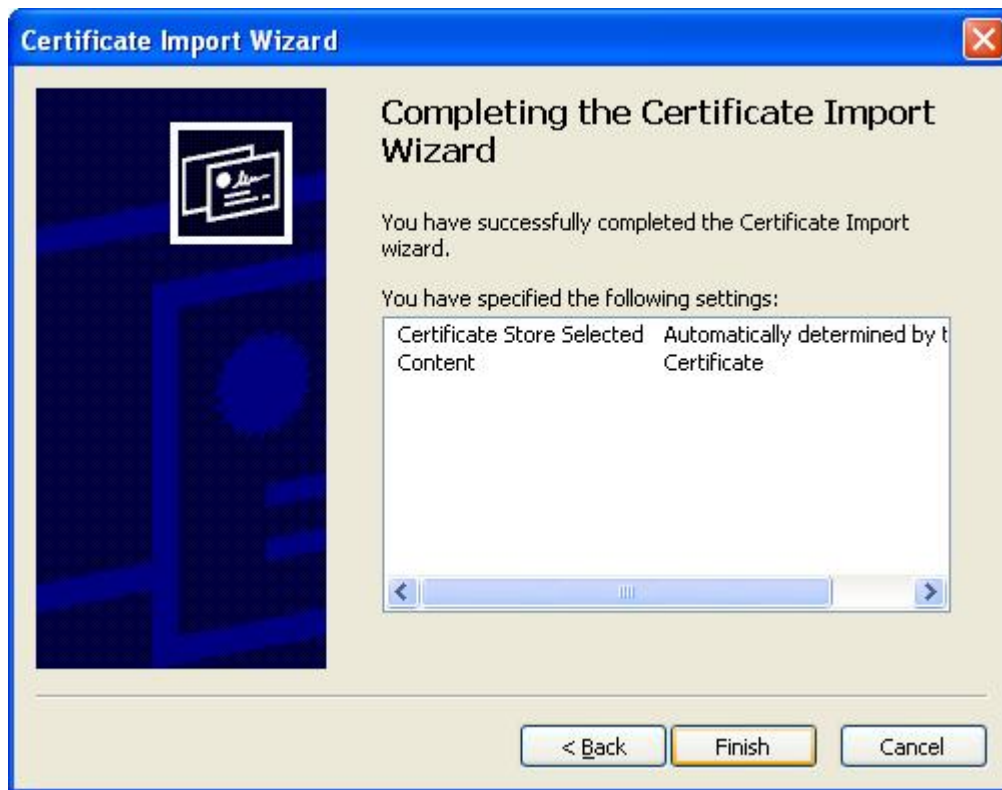 Certificate Import Wizard
Completing the Certificate Import
Wizard
You have successfully completed the Certificate Import
wizard.
You have specified the following settings:
Certificate Store Selected Automatically determined by t
Content Certificate
< Back Finish Cancel